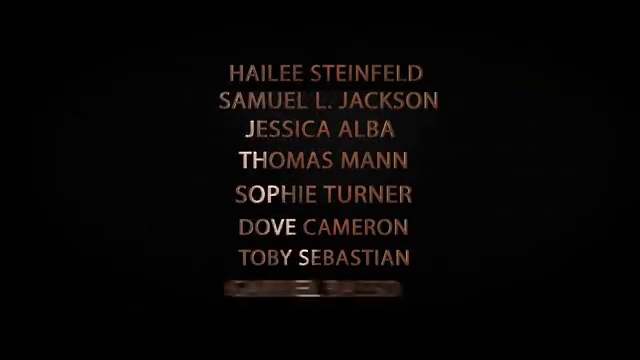 HAILEE STEINFELD
SAMUEL L. JACKSON
JESSICA ALBA
THOMAS MANN
SOPHIE TURNER
DOVE CAMERON
TOBY SEBASTIAN